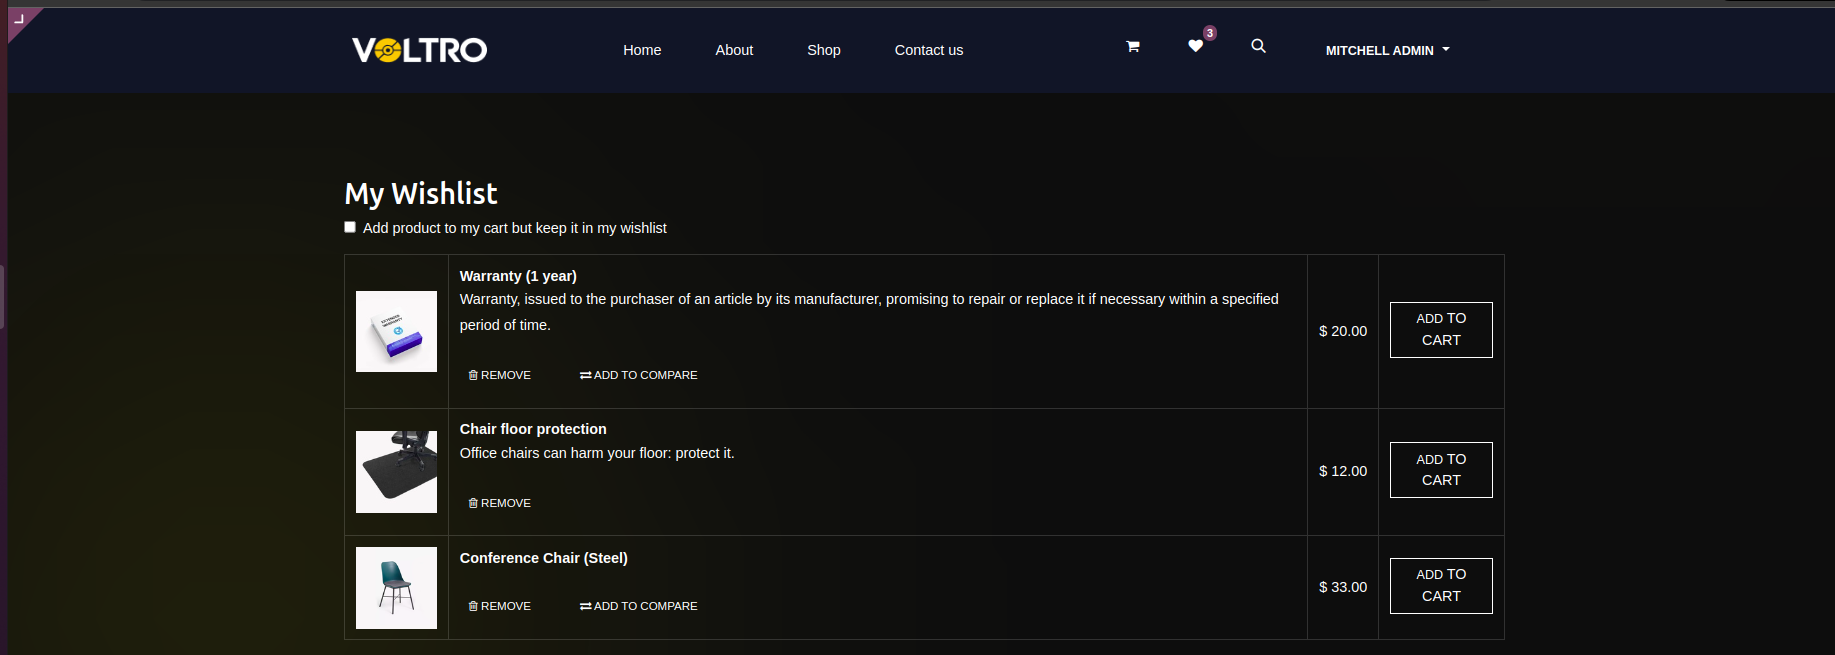 VOLTRO
Home About Shop Contact us 3 MITCHELL ADMIN
My Wishlist
Add product to my cart but keep it in my wishlist
Warranty (1 year)
Warranty, issued to the purchaser of an article by its manufacturer, promising to repair or replace it if necessary within a specified
period of time.
REMOVE ADD TO COMPARE
EXTENDED
WARRANTY
$ 20.00
ADD TO
CART
Chair floor protection
Office chairs can harm your floor: protect it.
REMOVE
$ 12.00
ADD TO
CART
Conference Chair (Steel)
REMOVE ADD TO COMPARE
$ 33.00
ADD TO
CART